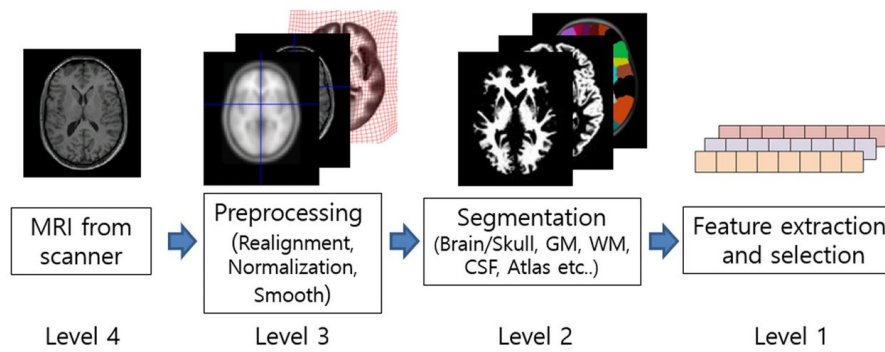 MRI from
scanner
Preprocessing
(Realignment,
Normalization,
Smooth)
Segmentation
(Brain/Skull, GM, WM,
CSF, Atlas etc..)
Feature extraction
and selection
Level 4
Level 3
Level 2
Level 1